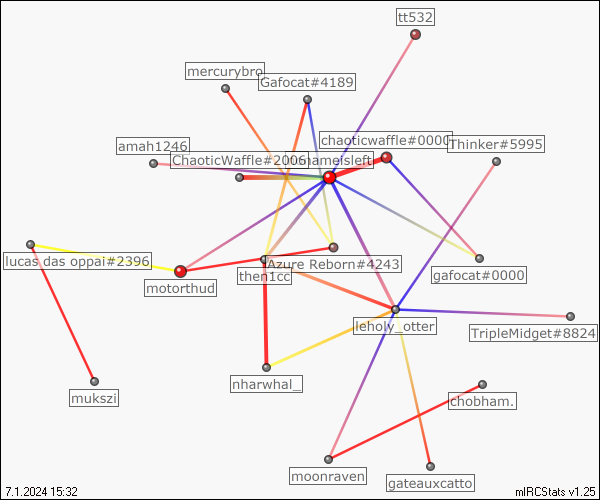 tt532
mercurybro
Gafocat#4189
chaoticwaffle#0000
Thinker#5995
amah1246
ChaoticWaffle#2006
nameisleft
Azure Reborn#4243
gafocat#0000
lucas das oppai#2396
then1cc
motorthud
leholy_otter
TripleMidget#8824
nharwhal_
mukszi
chobham.
moonraven
gateauxcatto
7.1.2024 15:32
mIRCStats v1.25